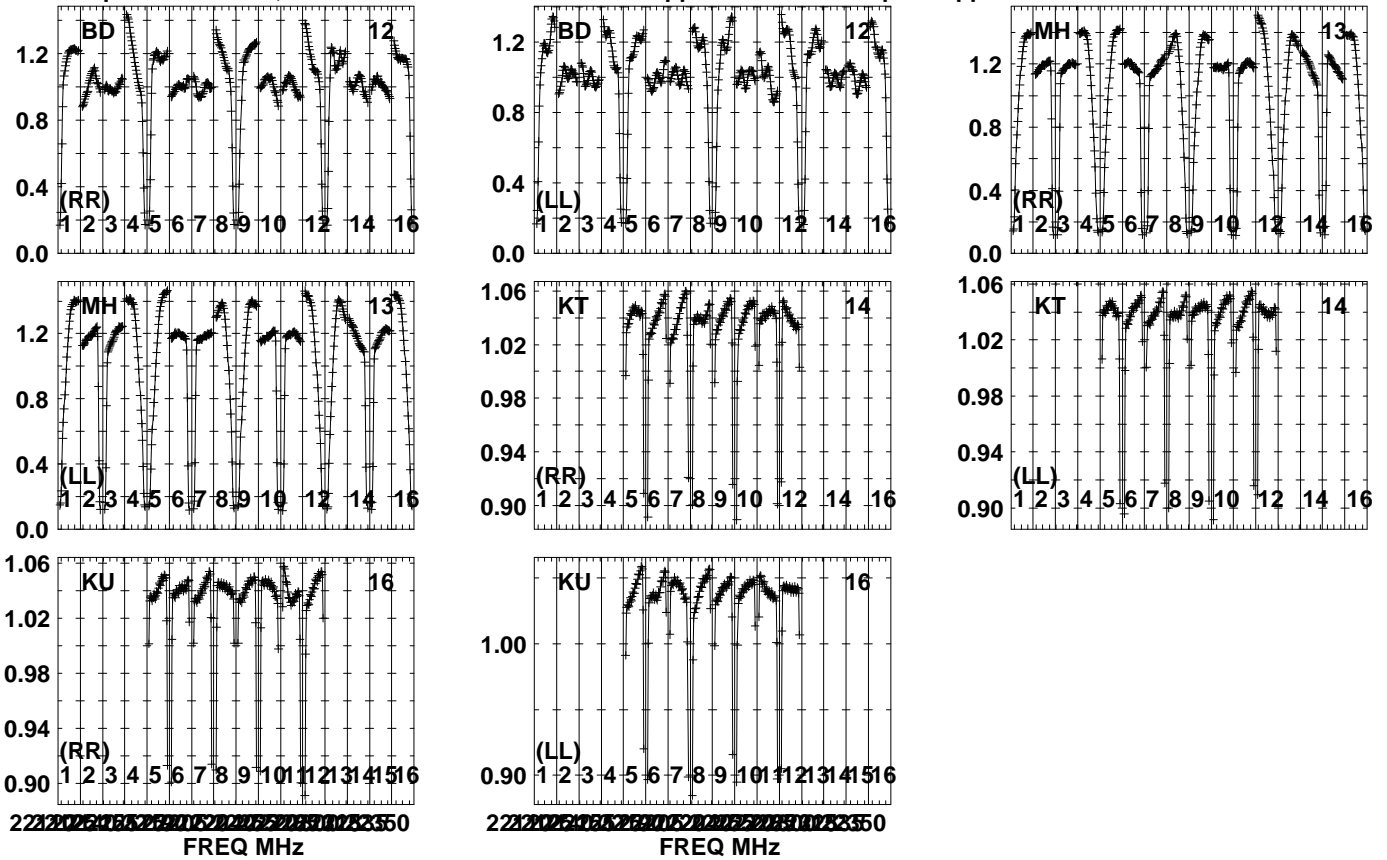 BD 12
1.2
0.8
0.4
0.0
(RR)
1 2 3 4 5 6 7 8 9 10 12 14 16
BD 12
1.2
0.8
0.4
0.0
(LL)
1 2 3 4 5 6 7 8 9 10 12 14 16
MH 13
1.2
0.8
0.4
0.0
(RR)
1 2 3 4 5 6 7 8 9 10 12 14 16
MH 13
1.2
0.8
0.4
0.0
(LL)
1 2 3 4 5 6 7 8 9 10 12 14 16
KT 14
1.06
1.02
0.98
0.94
0.90
(RR)
1 2 3 4 5 6 7 8 9 10 12 14 16
KT 14
1.06
1.02
0.98
0.94
0.90
(LL)
1 2 3 4 5 6 7 8 9 10 12 14 16
KU 16
1.06
1.02
0.98
0.94
0.90
(RR)
1 2 3 4 5 6 7 8 9 10 11 12 13 14 15 16
FREQ MHz
KU 16
1.00
0.90
(LL)
1 2 3 4 5 6 7 8 9 10 11 12 13 14 15 16
FREQ MHz